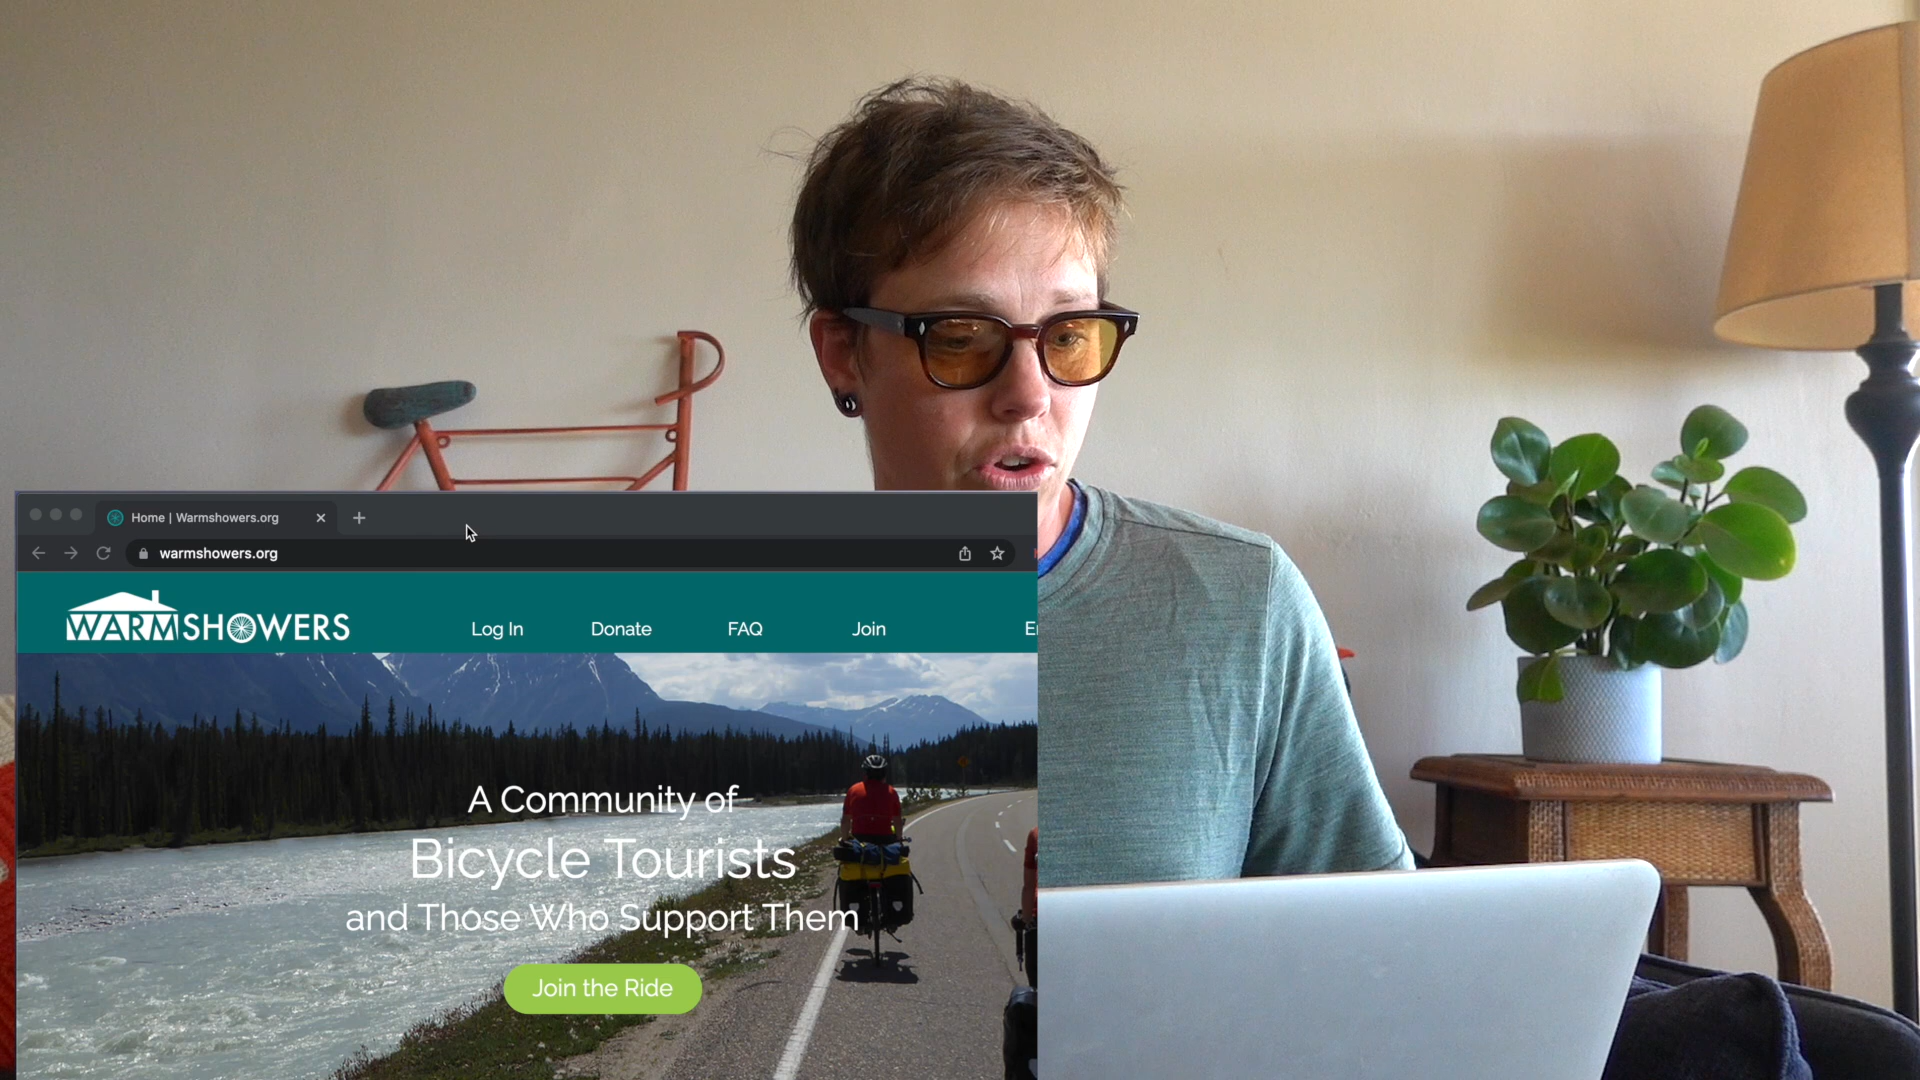 Home | Warmshowers.org
warmshowers.org
WARMSHOWERS
Log In Donate FAQ Join
A Community of
Bicycle Tourists
and Those Who Support Them
Join the Ride